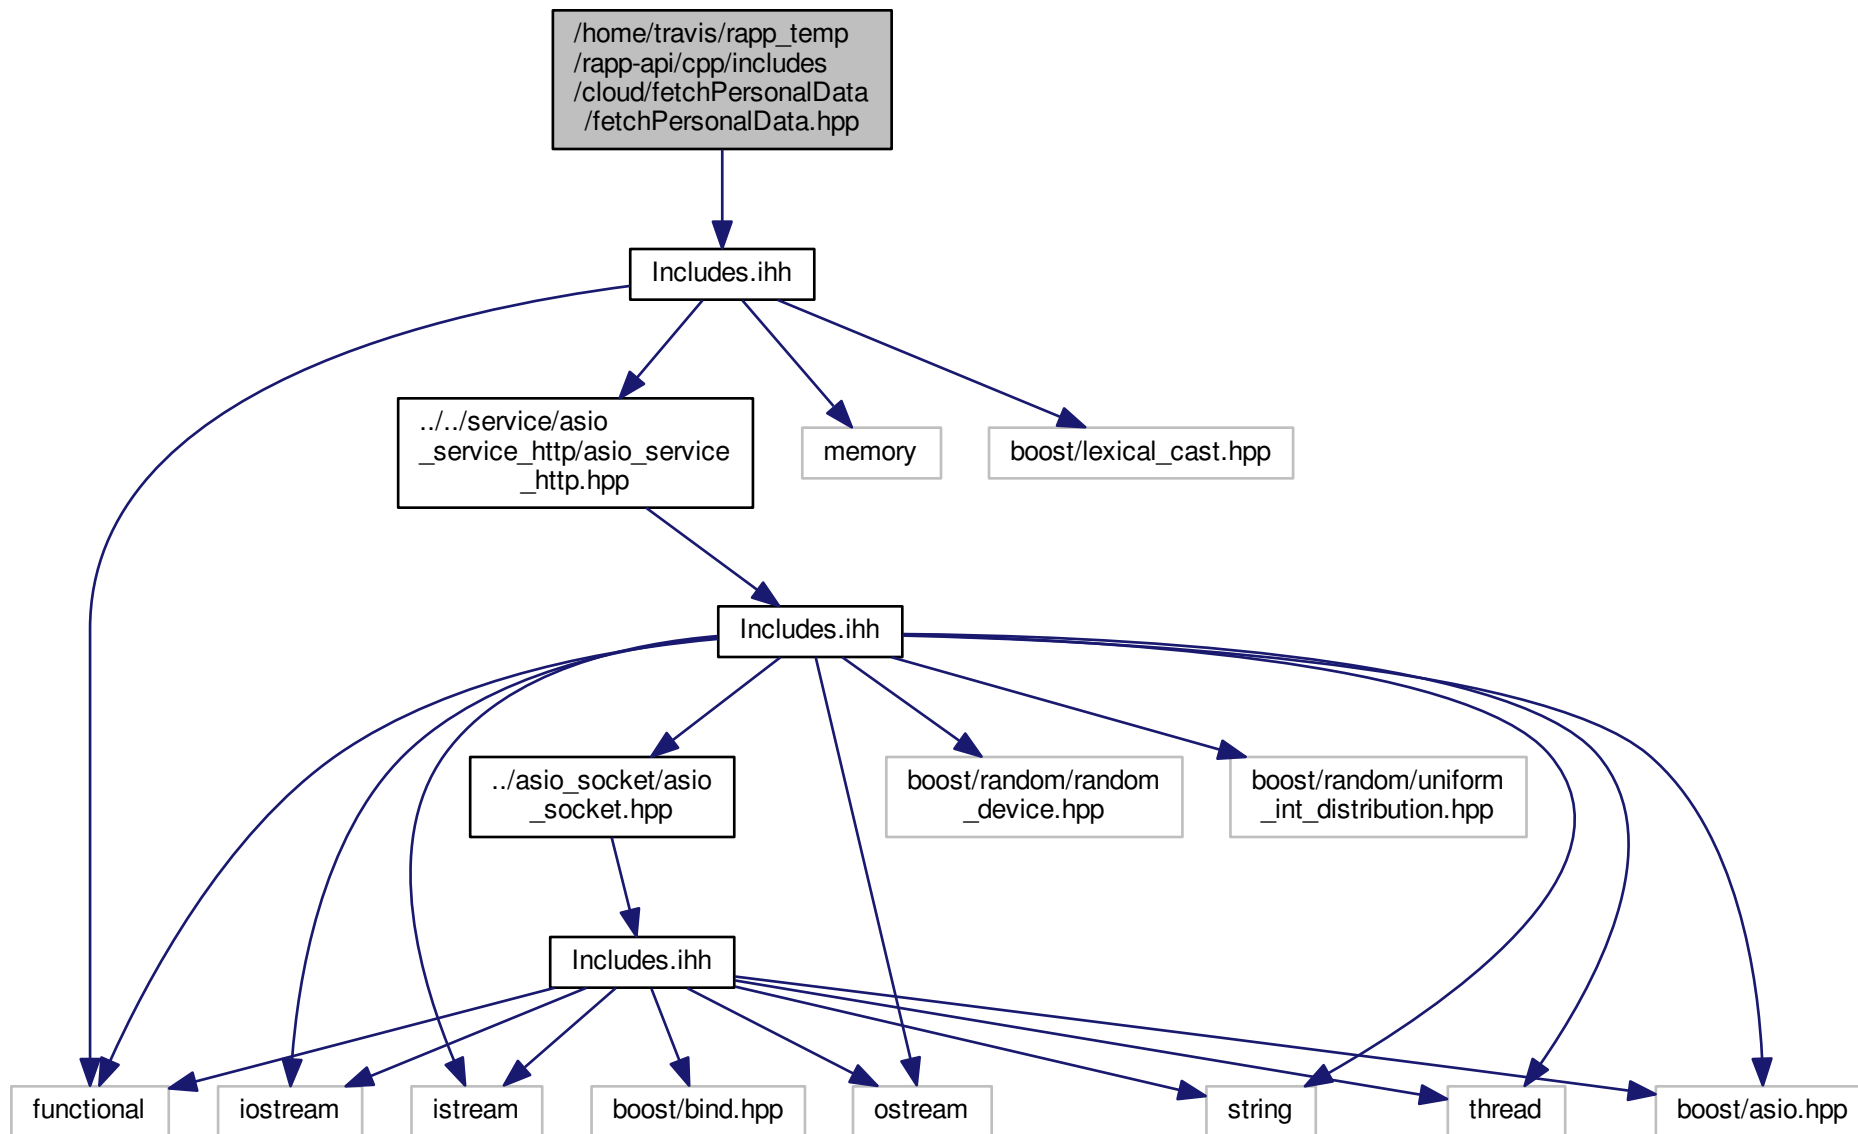 /home/travis/rapp_temp
/rapp-api/cpp/includes
/cloud/fetchPersonalData
/fetchPersonalData.hpp
Includes.ihh
../../service/asio
_service_http/asio_service
_http.hpp
memory
boost/lexical_cast.hpp
Includes.ihh
../asio_socket/asio
_socket.hpp
boost/random/random
_device.hpp
boost/random/uniform
_int_distribution.hpp
Includes.ihh
functional
iostream
istream
boost/bind.hpp
ostream
string
thread
boost/asio.hpp